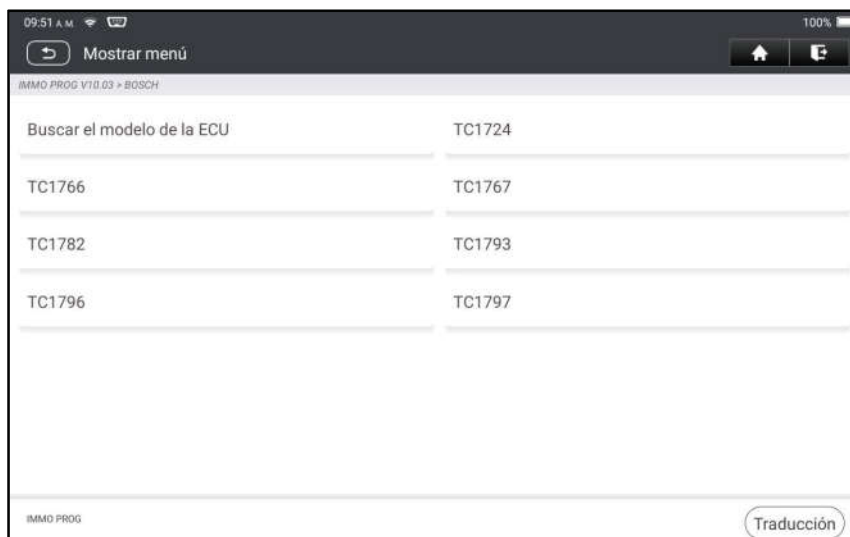 09:51 A.M.
100%
Mostrar menú
IMMO PROG V10.03 > BOSCH
Buscar el modelo de la ECU
TC1724
TC1766
TC1767
TC1782
TC1793
TC1796
TC1797
IMMO PROG
Traducción